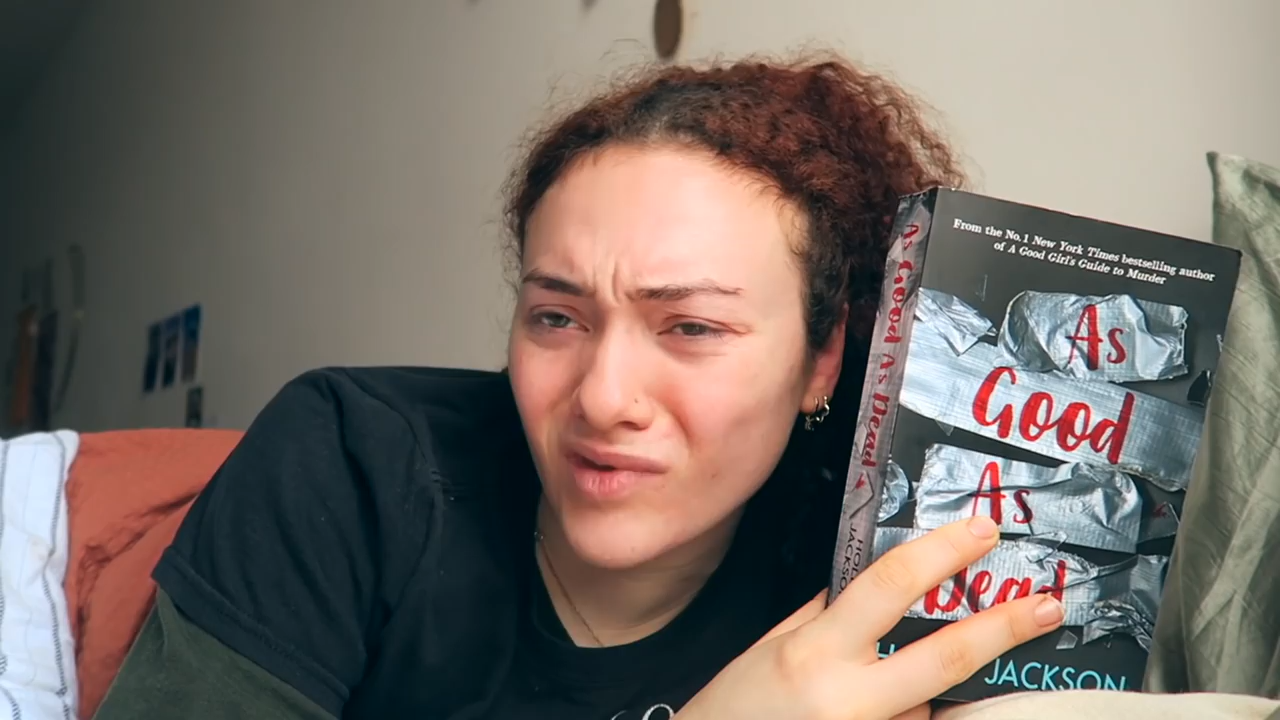 From the No.1 New York Times bestselling author
of A Good Girl's Guide to Murder
As
Good
As
Dead
JACKSON
As Good As Dead